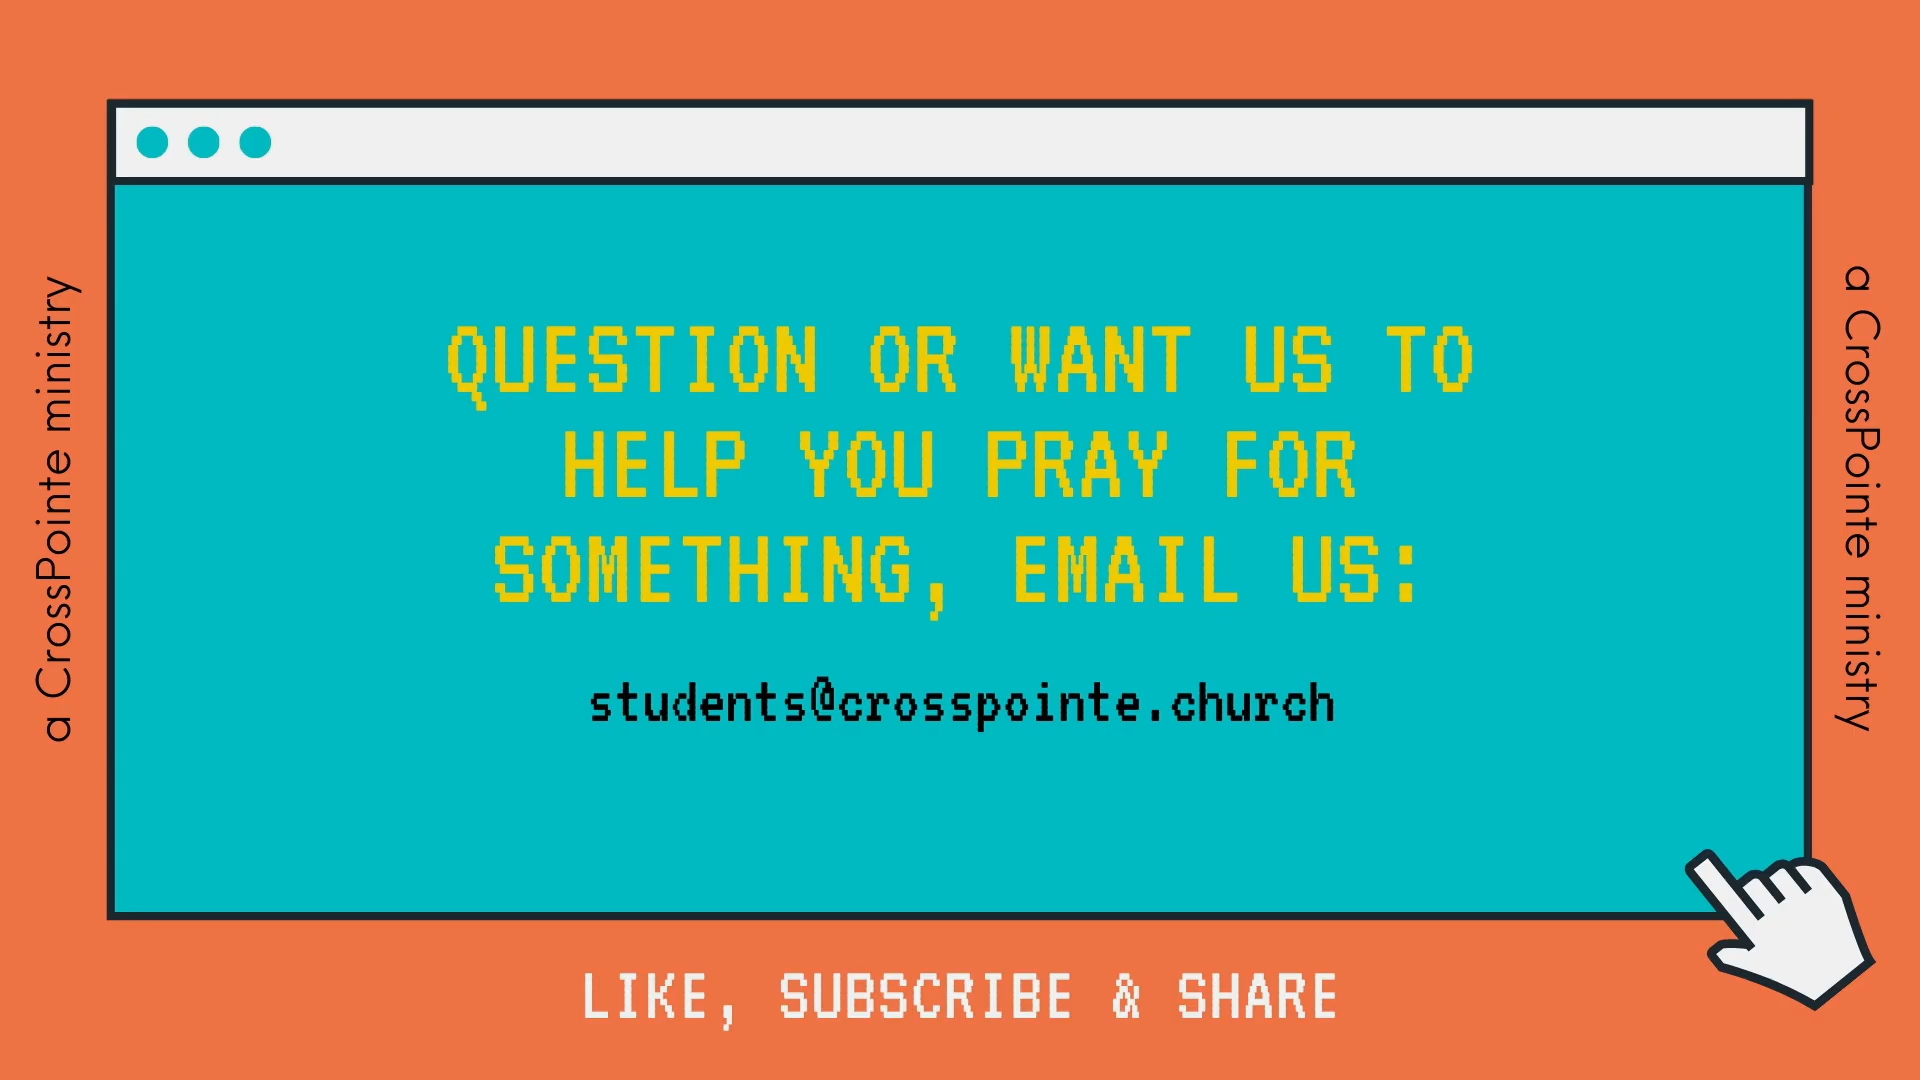 QUESTION OR WANT US TO
HELP YOU PRAY FOR
SOMETHING, EMAIL US:
students@crosspointe.church
a CrossPointe ministry
a CrossPointe ministry
LIKE, SUBSCRIBE & SHARE